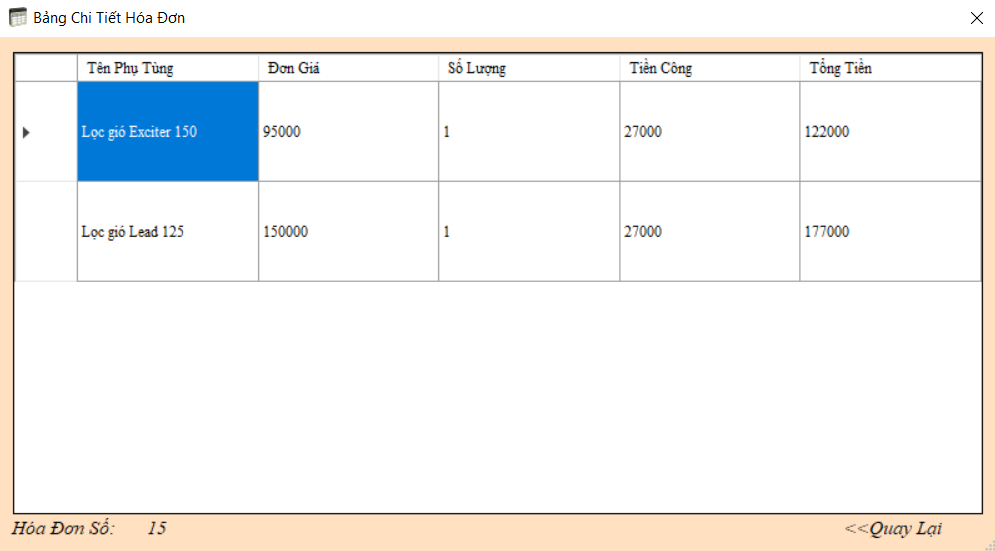 Bảng Chi Tiết Hóa Đơn
Tên Phụ Tùng Đơn Giá Số Lượng Tiền Công Tổng Tiền
Lọc gió Exciter 150 95000 1 27000 122000
Lọc gió Lead 125 150000 1 27000 177000
Hóa Đơn Số: 15 <<Quay Lại